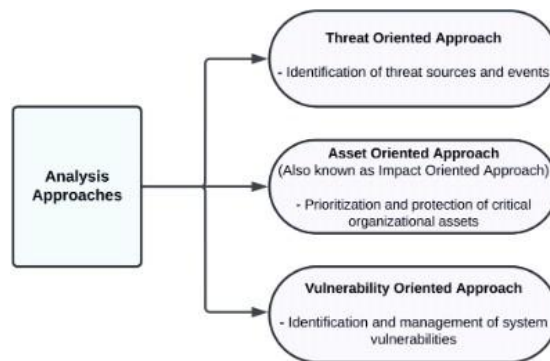 Analysis
Approaches
Threat Oriented Approach
- Identification of threat sources and events
Asset Oriented Approach
(Also known as Impact Oriented Approach)
- Prioritization and protection of critical
organizational assets
Vulnerability Oriented Approach
- Identification and management of system
vulnerabilities